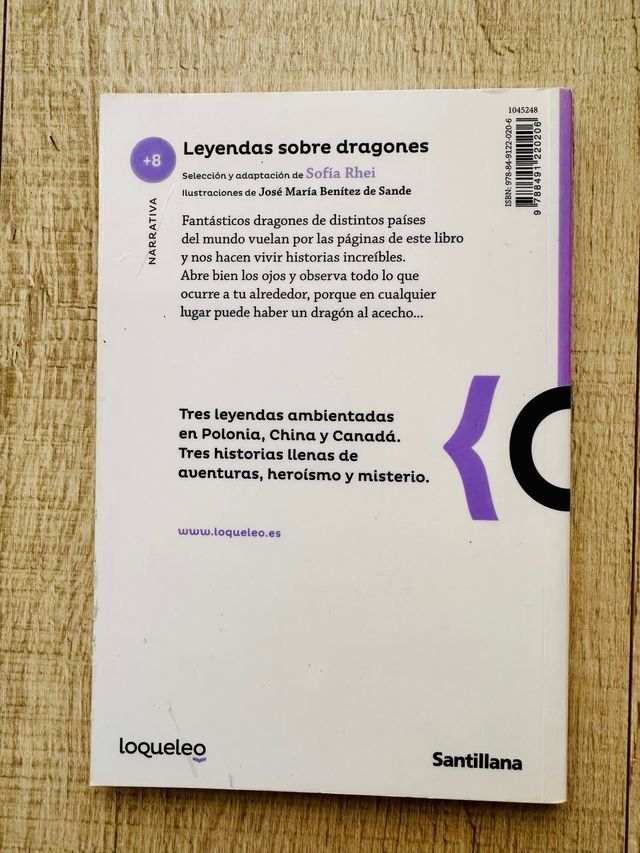 +8
NARRATIVA
Leyendas sobre dragones
Selección y adaptación de Sofía Rhei
Ilustraciones de José María Benítez de Sande
Fantásticos dragones de distintos países
del mundo vuelan por las páginas de este libro
y nos hacen vivir historias increíbles.
Abre bien los ojos y observa todo lo que
ocurre a tu alrededor, porque en cualquier
lugar puede haber un dragón al acecho...
Tres leyendas ambientadas
en Polonia, China y Canadá.
Tres historias llenas de
aventuras, heroísmo y misterio.
www.loqueleo.es
1045248
ISBN: 978-84-9122-020-6
9 788491 220206
loqueleo
Santillana